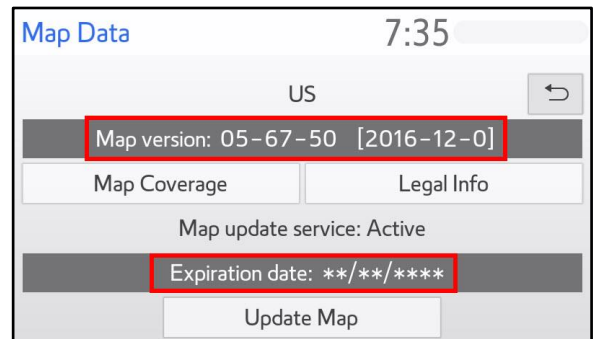 Map Data 7:35
US
Map version: 05-67-50 [2016-12-0]
Map Coverage Legal Info
Map update service: Active
Expiration date: **/**/****
Update Map